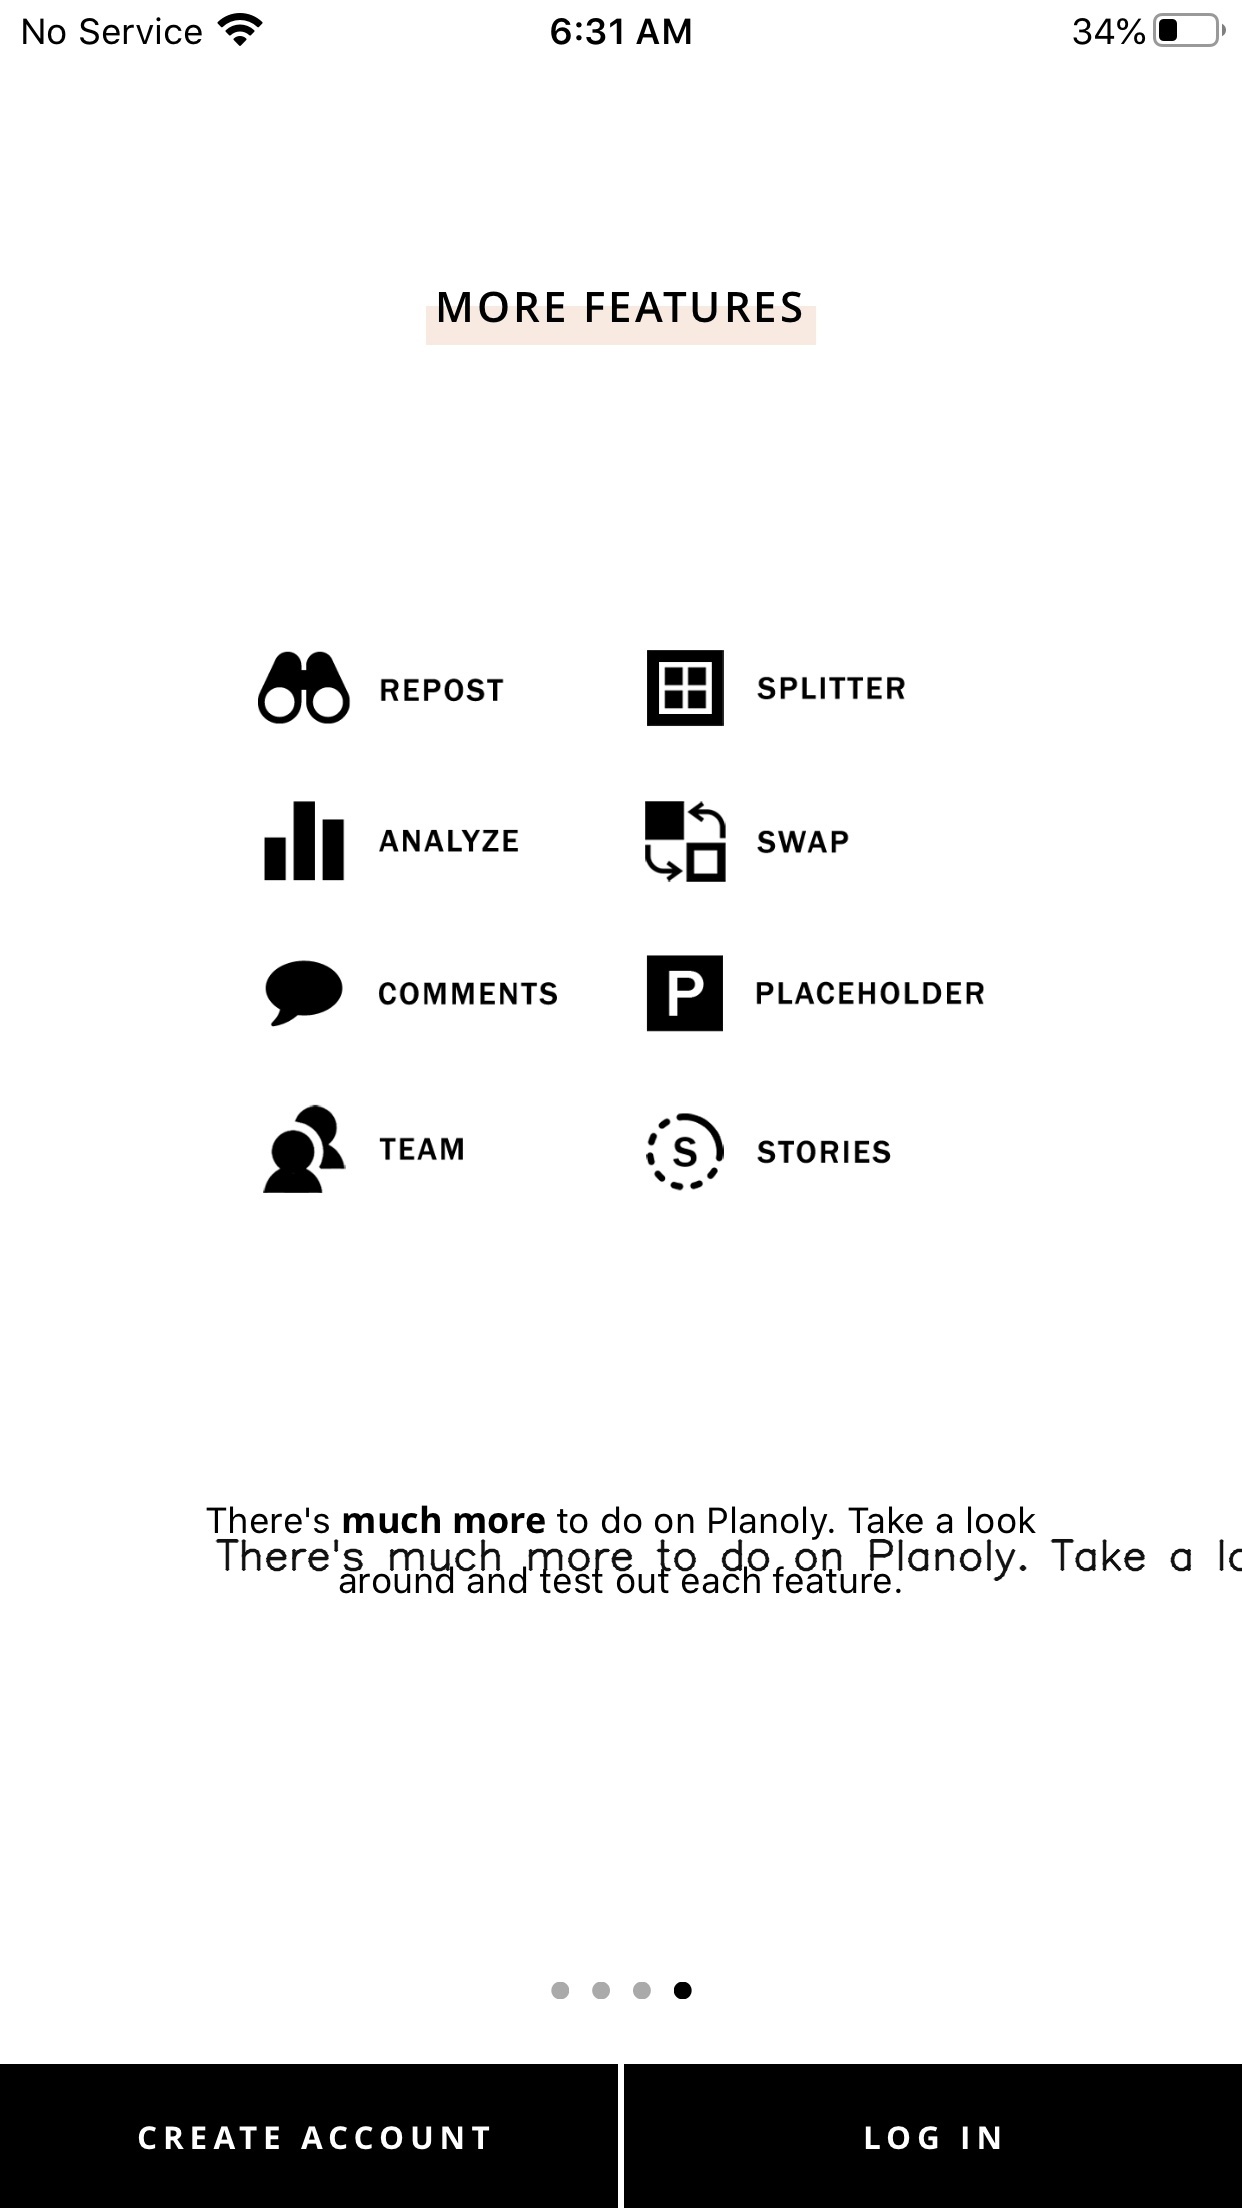 No Service 6:31 AM 34%
MORE FEATURES
REPOST SPLITTER
ANALYZE SWAP
COMMENTS P PLACEHOLDER
TEAM S STORIES
There's much more to do on Planoly. Take a look
There's much more to do on Planoly. Take a lo
around and test out each feature.
CREATE ACCOUNT LOG IN